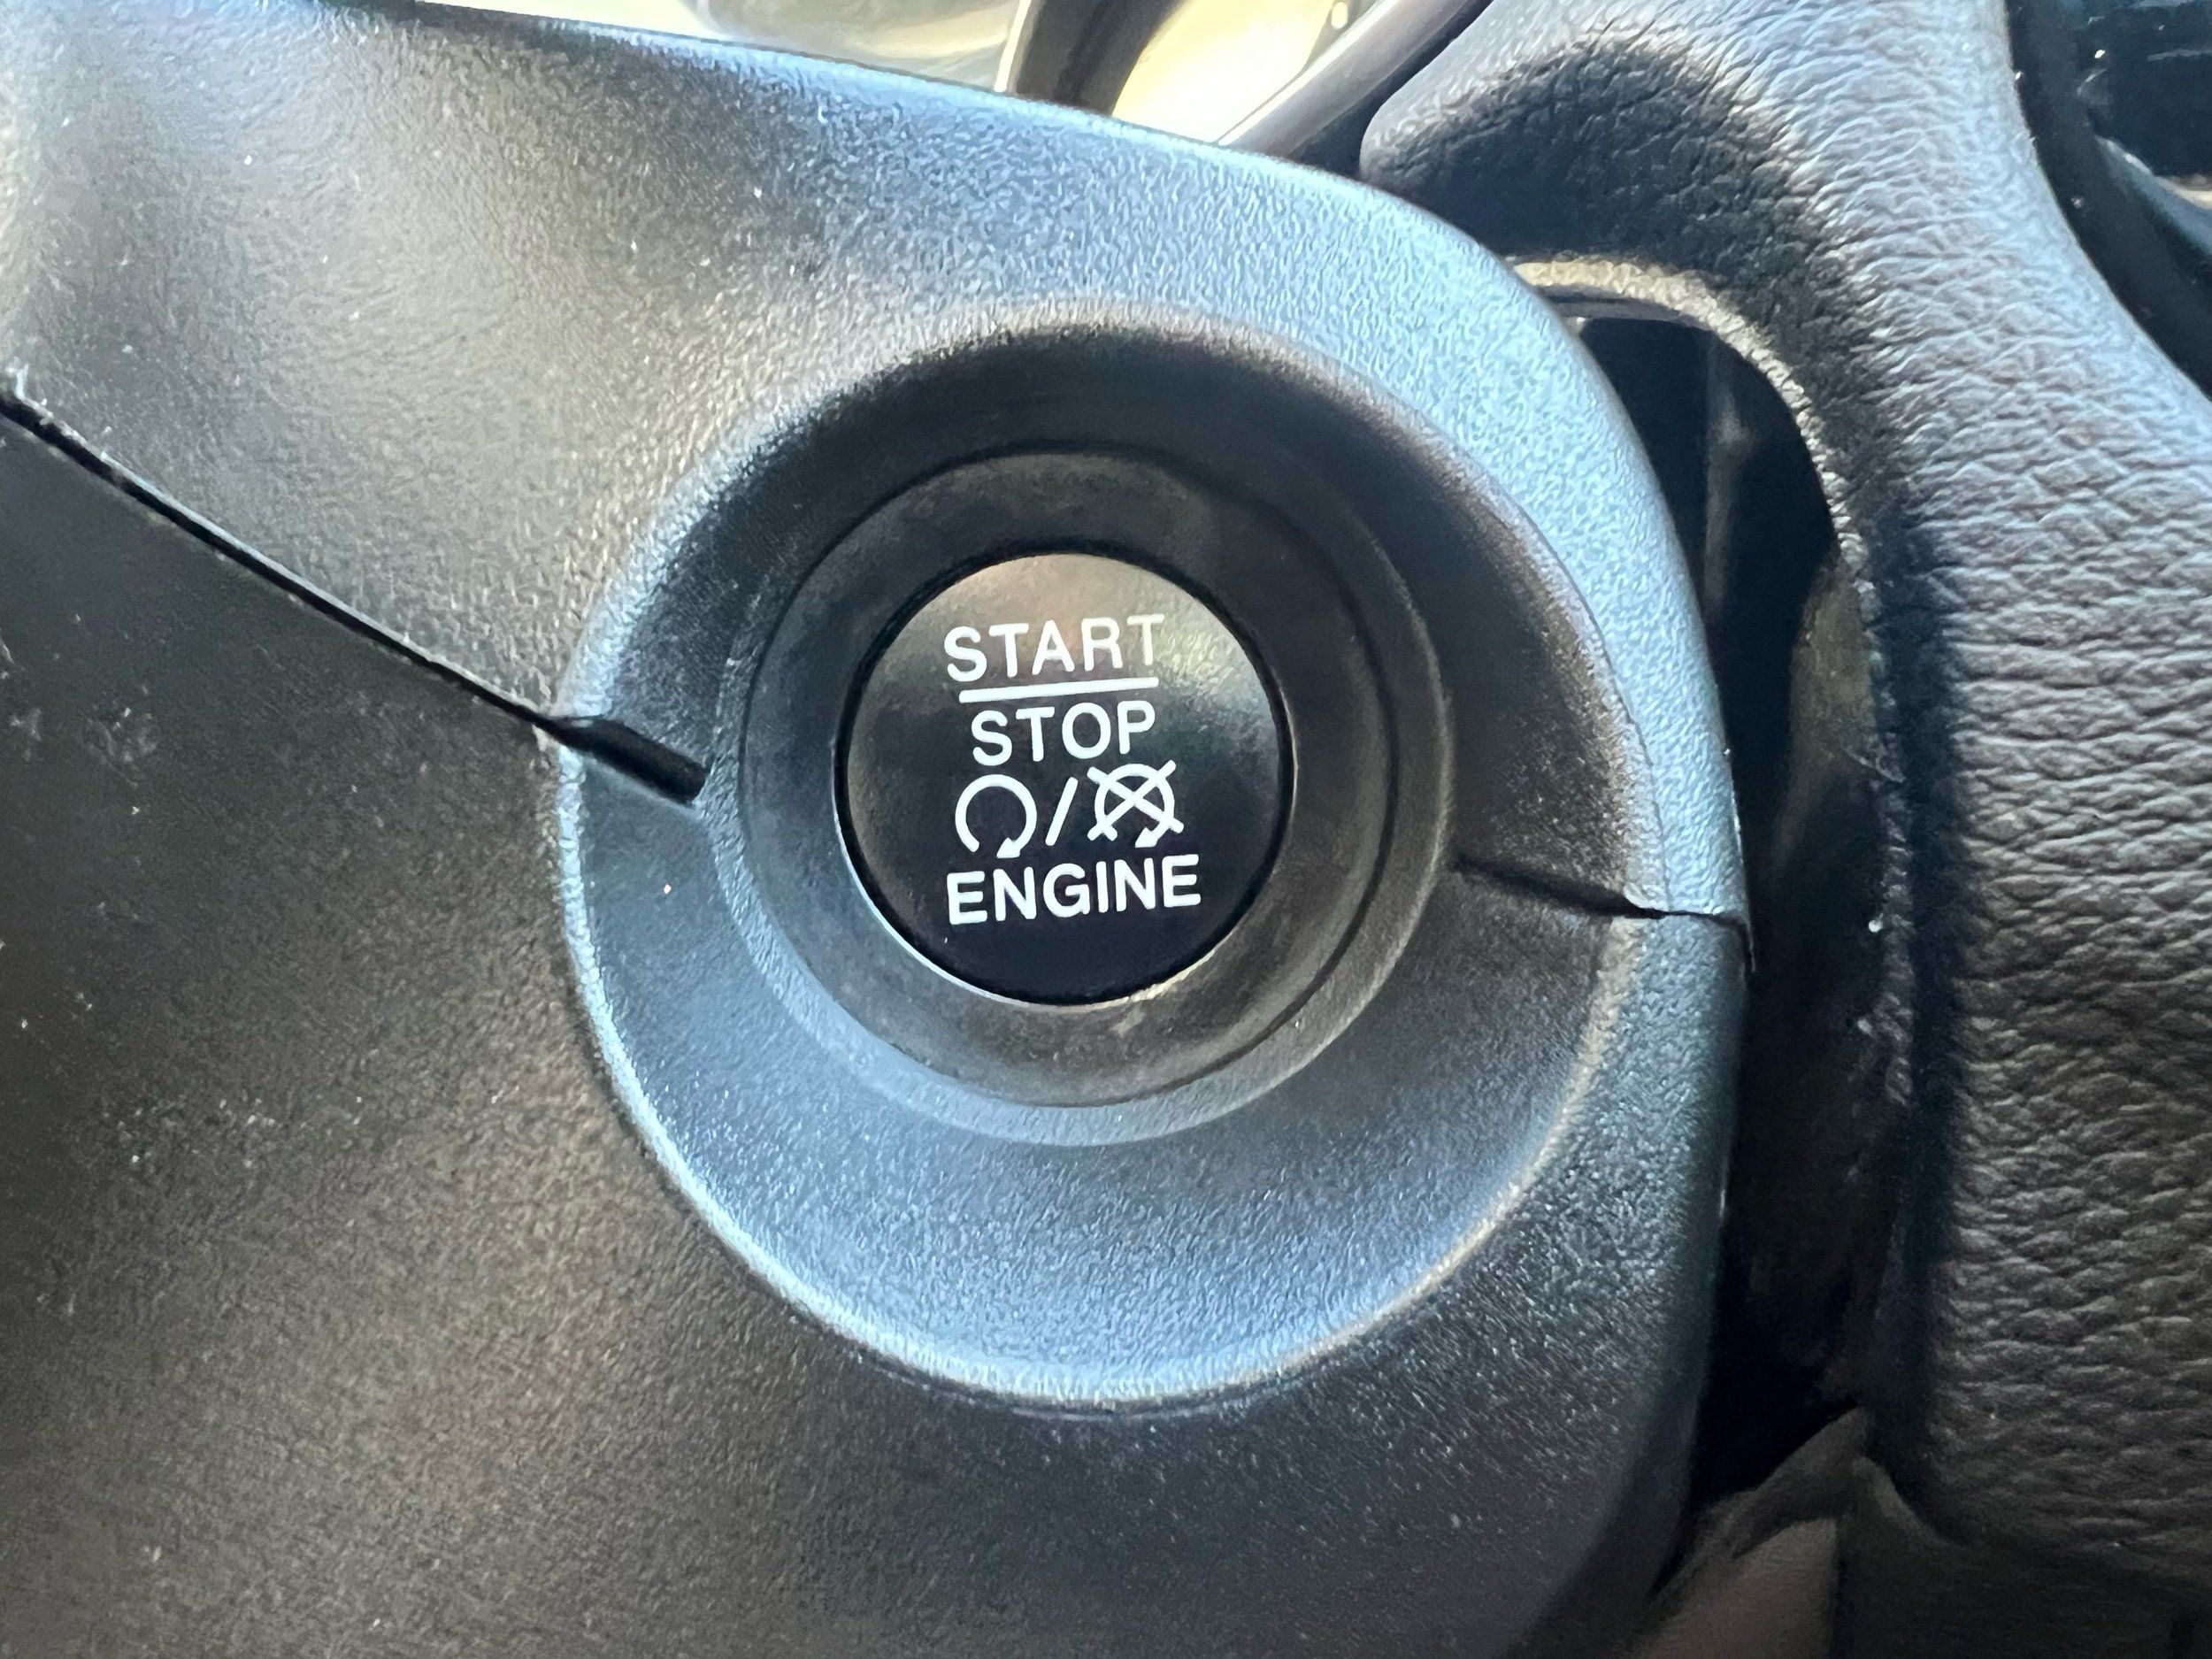 START
STOP
/
ENGINE